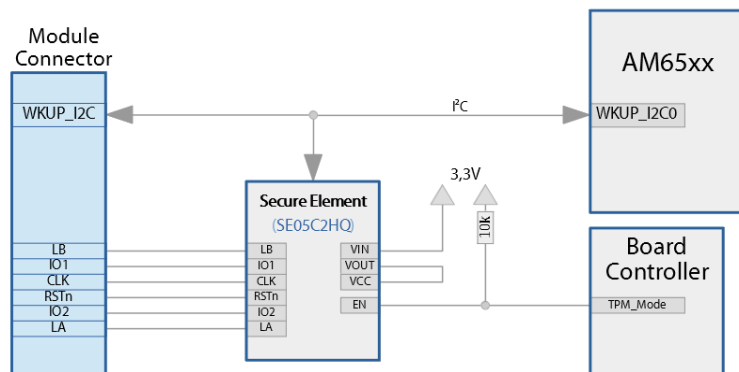 Module
Connector
WKUP_I2C
LB
IO1
CLK
RSTn
IO2
LA
I²C
Secure Element
(SE05C2HQ)
LB
IO1
CLK
RSTn
IO2
LA
VIN
VOUT
VCC
EN
3,3V
10k
AM65xx
WKUP_I2C0
Board
Controller
TPM_Mode